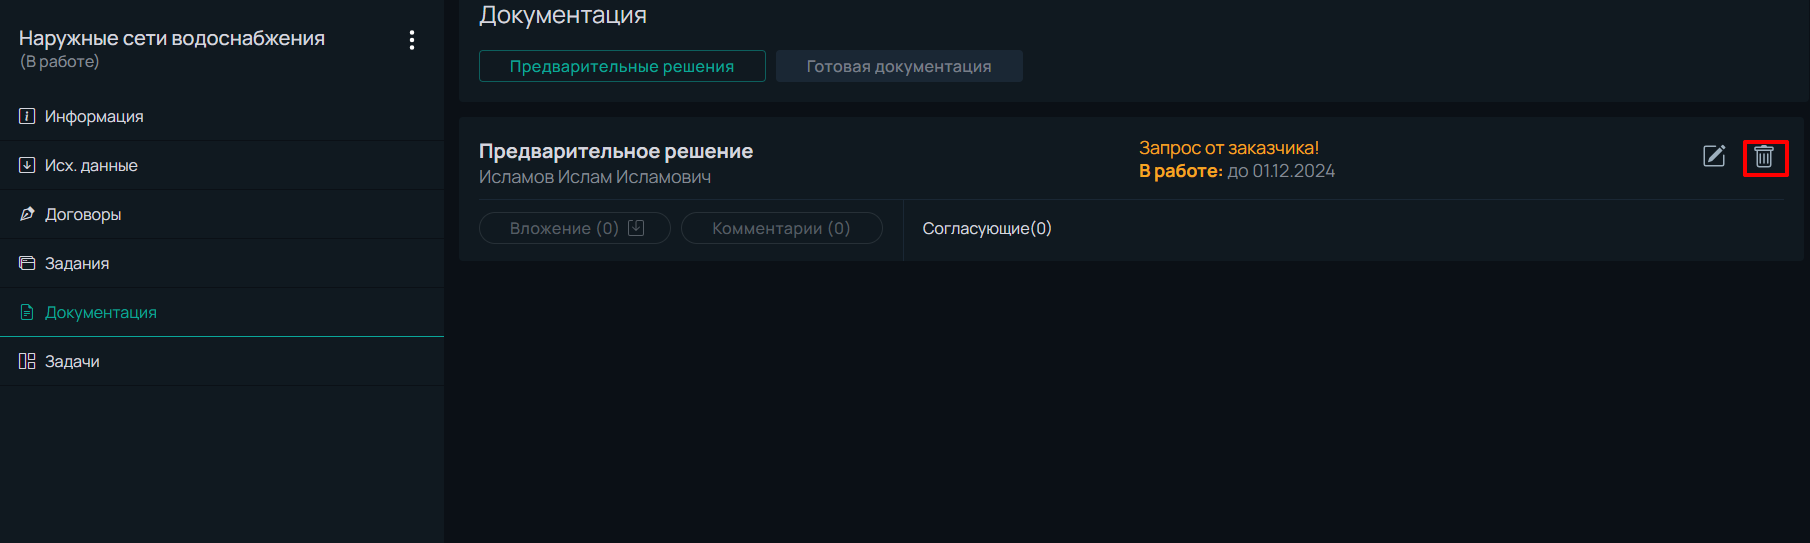 Наружные сети водоснабжения
(В работе)
Информация
Исх. данные
Договоры
Задания
Документация
Задачи
Документация
Предварительные решения
Готовая документация
Предварительное решение
Исламов Ислам Исламович
Запрос от заказчика!
В работе: до 01.12.2024
Вложение (0)
Комментарии (0)
Согласующие(0)